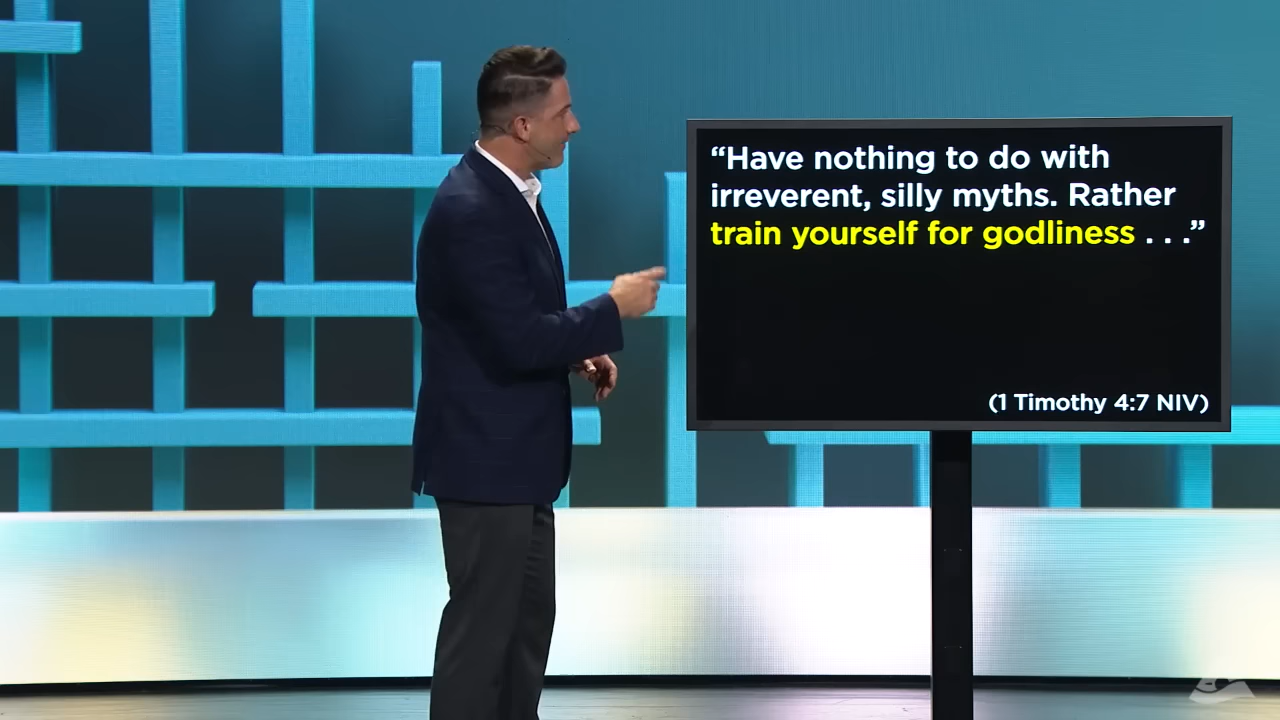 “Have nothing to do with
irreverent, silly myths. Rather
train yourself for godliness . . .”
(1 Timothy 4:7 NIV)